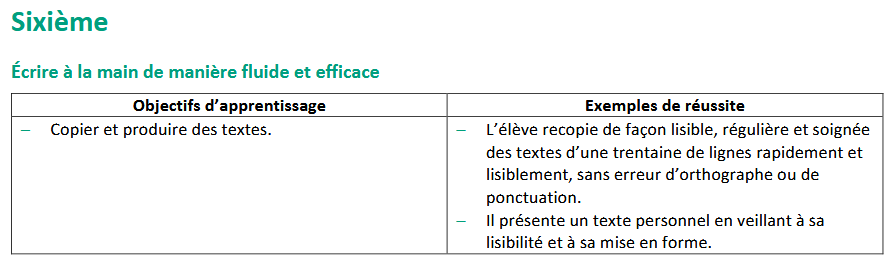 Sixième
Écrire à la main de manière fluide et efficace
Objectifs d’apprentissage
Exemples de réussite
– Copier et produire des textes.
– L’élève recopie de façon lisible, régulière et soignée
des textes d’une trentaine de lignes rapidement et
lisiblement, sans erreur d’orthographe ou de
ponctuation.
– Il présente un texte personnel en veillant à sa
lisibilité et à sa mise en forme.